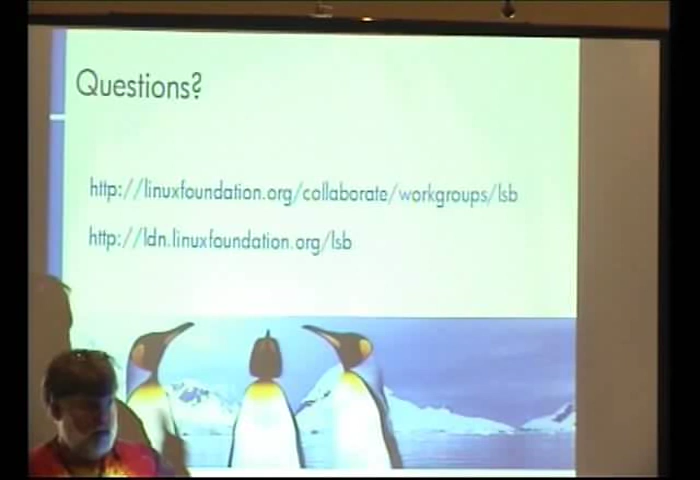 Questions?
http://linuxfoundation.org/collaborate/workgroups/lsb
http://ldn.linuxfoundation.org/lsb